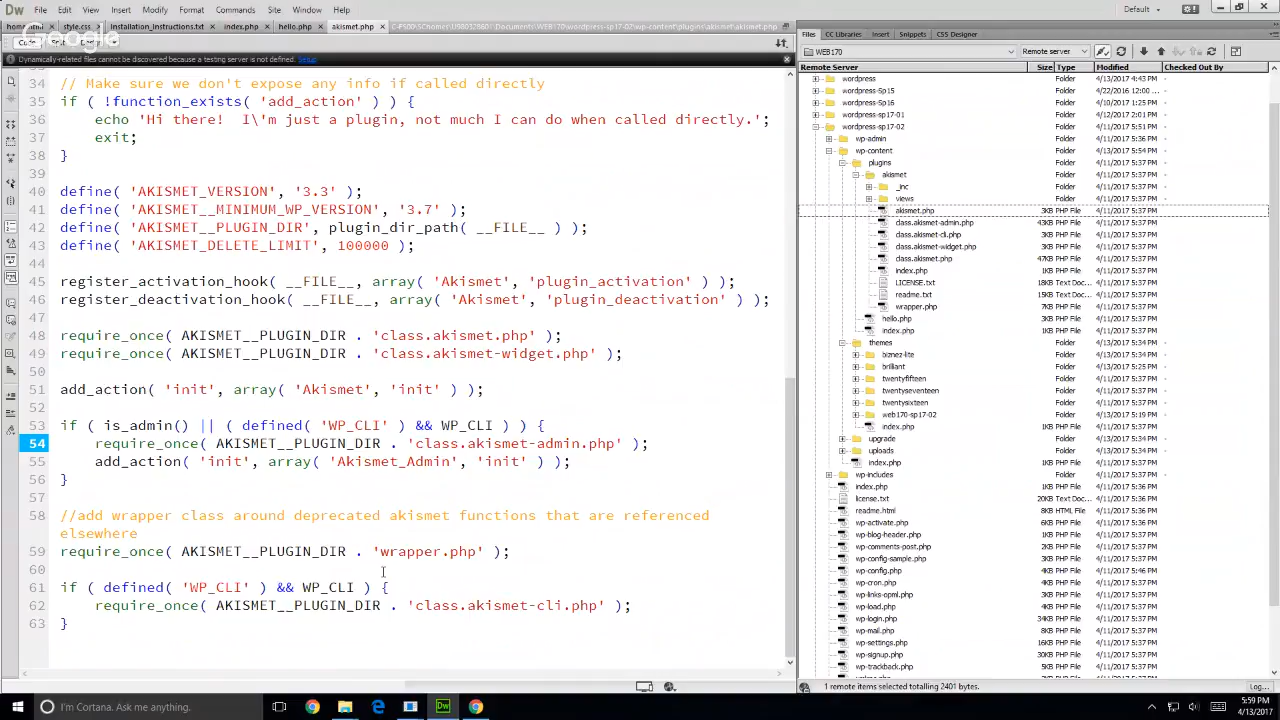 Dw File Edit View Insert Modify Format Commands Site Window Help
Default
style.css
Installation_Instructions.txt
index.php
hello.php
akismet.php
Google
Code
Dynamically-related files cannot be discovered because a testing server is not defined. Setup
34 // Make sure we don't expose any info if called directly
35 if ( !function_exists( 'add_action' ) ) {
36 echo 'Hi there!  I\'m just a plugin, not much I can do when called directly.';
37 exit;
38 }
39
40 define( 'AKISMET_VERSION', '3.3' );
41 define( 'AKISMET__MINIMUM_WP_VERSION', '3.7' );
42 define( 'AKISMET__PLUGIN_DIR', plugin_dir_path( __FILE__ ) );
43 define( 'AKISMET_DELETE_LIMIT', 100000 );
44
45 register_activation_hook( __FILE__, array( 'Akismet', 'plugin_activation' ) );
46 register_deactivation_hook( __FILE__, array( 'Akismet', 'plugin_deactivation' ) );
47
48 require_once( AKISMET__PLUGIN_DIR . 'class.akismet.php' );
49 require_once( AKISMET__PLUGIN_DIR . 'class.akismet-widget.php' );
50
51 add_action( 'init', array( 'Akismet', 'init' ) );
52
53 if ( is_admin() || ( defined( 'WP_CLI' ) && WP_CLI ) ) {
54 require_once( AKISMET__PLUGIN_DIR . 'class.akismet-admin.php' );
55 add_action( 'init', array( 'Akismet_Admin', 'init' ) );
56 }
57
58 //add wrapper class around deprecated akismet functions that are referenced
elsewhere
59 require_once( AKISMET__PLUGIN_DIR . 'wrapper.php' );
60
61 if ( defined( 'WP_CLI' ) && WP_CLI ) {
62 require_once( AKISMET__PLUGIN_DIR . 'class.akismet-cli.php' );
63 }
Files CC Libraries Insert Snippets CSS Designer
WEB170 Remote server
Remote Server Size Type Modified Checked Out By
wordpress Folder 4/13/2017 4:43 PM -
wordpress-Sp15 Folder 4/22/2016 12:00 ... -
wordpress-Sp16 Folder 4/10/2017 1:25 PM -
wordpress-sp17-01 Folder 4/12/2017 2:01 PM -
wordpress-sp17-02 Folder 4/11/2017 5:37 PM -
wp-admin Folder 4/11/2017 5:36 PM -
wp-content Folder 4/13/2017 5:54 PM -
plugins Folder 4/11/2017 5:37 PM -
akismet Folder 4/11/2017 5:37 PM -
_inc Folder 4/11/2017 5:37 PM -
views Folder 4/11/2017 5:37 PM -
akismet.php 3KB PHP File 4/11/2017 5:37 PM -
class.akismet-admin.php 43KB PHP File 4/11/2017 5:37 PM -
class.akismet-cli.php 3KB PHP File 4/11/2017 5:37 PM -
class.akismet-widget.php 3KB PHP File 4/11/2017 5:37 PM -
class.akismet.php 47KB PHP File 4/11/2017 5:37 PM -
index.php 1KB PHP File 4/11/2017 5:37 PM -
LICENSE.txt 18KB Text Doc... 4/11/2017 5:37 PM -
readme.txt 15KB Text Doc... 4/11/2017 5:37 PM -
wrapper.php 7KB PHP File 4/11/2017 5:37 PM -
hello.php 3KB PHP File 4/11/2017 5:37 PM -
index.php 1KB PHP File 4/11/2017 5:37 PM -
themes Folder 4/13/2017 5:34 PM -
biznez-lite Folder 4/13/2017 5:34 PM -
brilliant Folder 4/13/2017 5:25 PM -
twentyfifteen Folder 4/11/2017 5:37 PM -
twentyseventeen Folder 4/11/2017 5:37 PM -
twentysixteen Folder 4/11/2017 5:37 PM -
web170-sp17-02 Folder 4/11/2017 5:37 PM -
index.php 1KB PHP File 4/11/2017 5:37 PM -
upgrade Folder 4/13/2017 5:34 PM -
uploads Folder 4/13/2017 5:34 PM -
index.php 1KB PHP File 4/11/2017 5:37 PM -
wp-includes Folder 4/11/2017 5:37 PM -
index.php 1KB PHP File 4/11/2017 5:36 PM -
license.txt 20KB Text Doc... 4/11/2017 5:36 PM -
readme.html 8KB HTML Do... 4/11/2017 5:36 PM -
wp-activate.php 6KB PHP File 4/11/2017 5:36 PM -
wp-blog-header.php 1KB PHP File 4/11/2017 5:36 PM -
wp-comments-post.php 2KB PHP File 4/11/2017 5:36 PM -
wp-config-sample.php 3KB PHP File 4/11/2017 5:36 PM -
wp-config.php 4KB PHP File 4/11/2017 5:46 PM -
wp-cron.php 4KB PHP File 4/11/2017 5:37 PM -
wp-links-opml.php 3KB PHP File 4/11/2017 5:37 PM -
wp-load.php 4KB PHP File 4/11/2017 5:37 PM -
wp-login.php 34KB PHP File 4/11/2017 5:37 PM -
wp-mail.php 8KB PHP File 4/11/2017 5:37 PM -
wp-settings.php 16KB PHP File 4/11/2017 5:37 PM -
wp-signup.php 30KB PHP File 4/11/2017 5:37 PM -
wp-trackback.php 5KB PHP File 4/11/2017 5:37 PM -
1 remote items selected totalling 2401 bytes. Log...
I'm Cortana. Ask me anything.
5:59 PM
4/13/2017